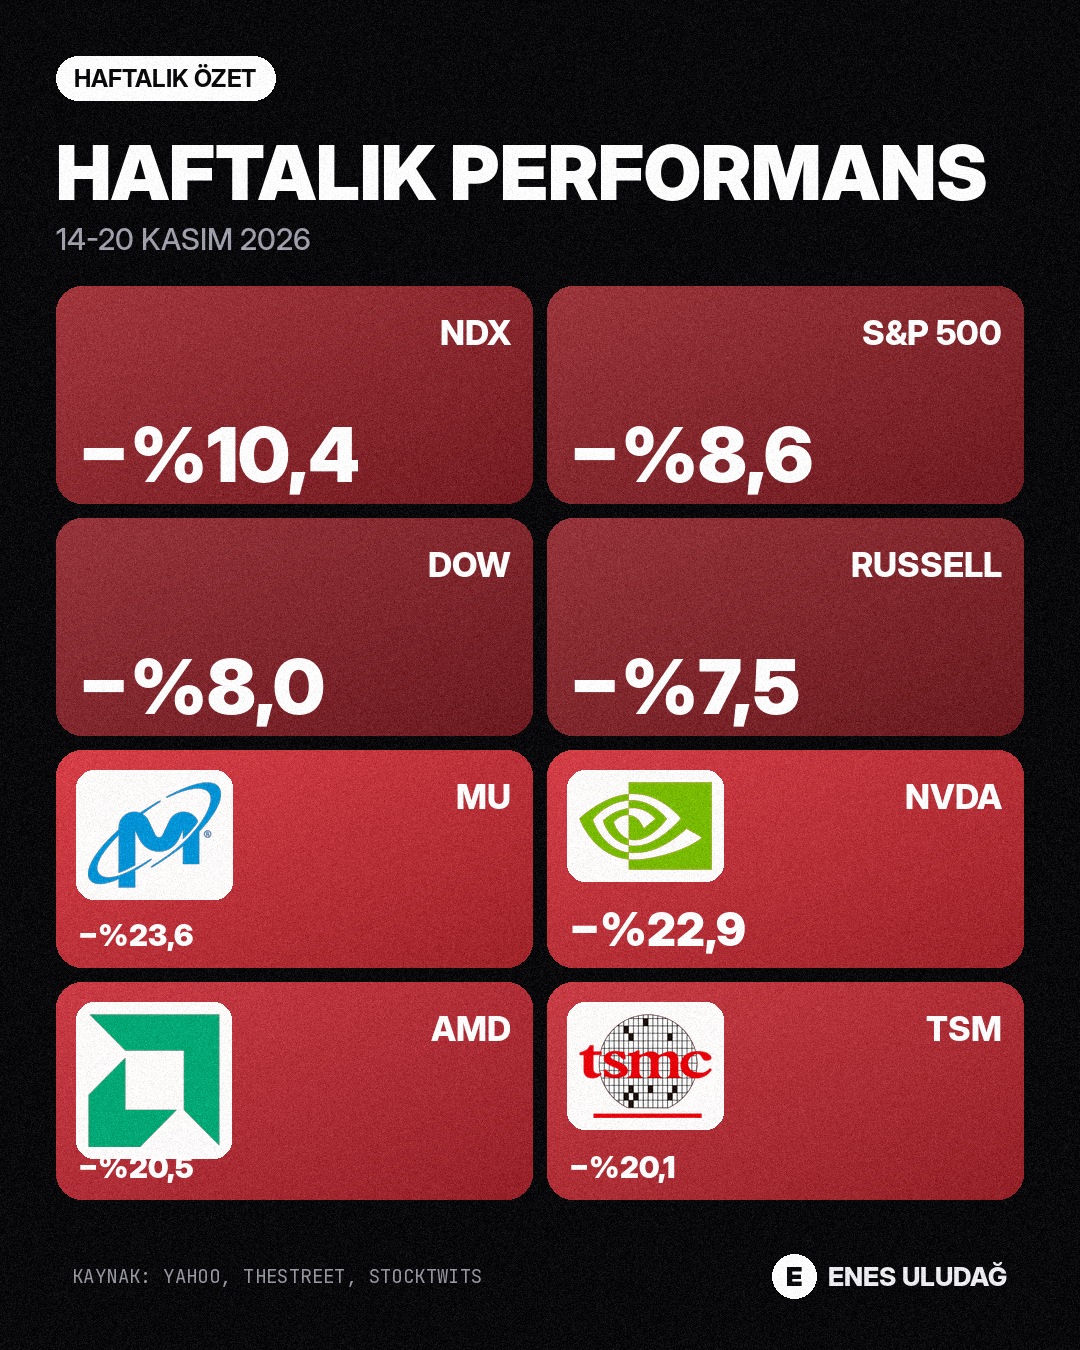 HAFTALIK ÖZET
HAFTALIK PERFORMANS
14-20 KASIM 2026
NDX
−%10,4
S&P 500
−%8,6
DOW
−%8,0
RUSSELL
−%7,5
MU
M®
−%23,6
NVDA
−%22,9
AMD
−%20,5
tsmc
TSM
−%20,1
KAYNAK: YAHOO, THESTREET, STOCKTWITS
E ENES ULUDAĞ